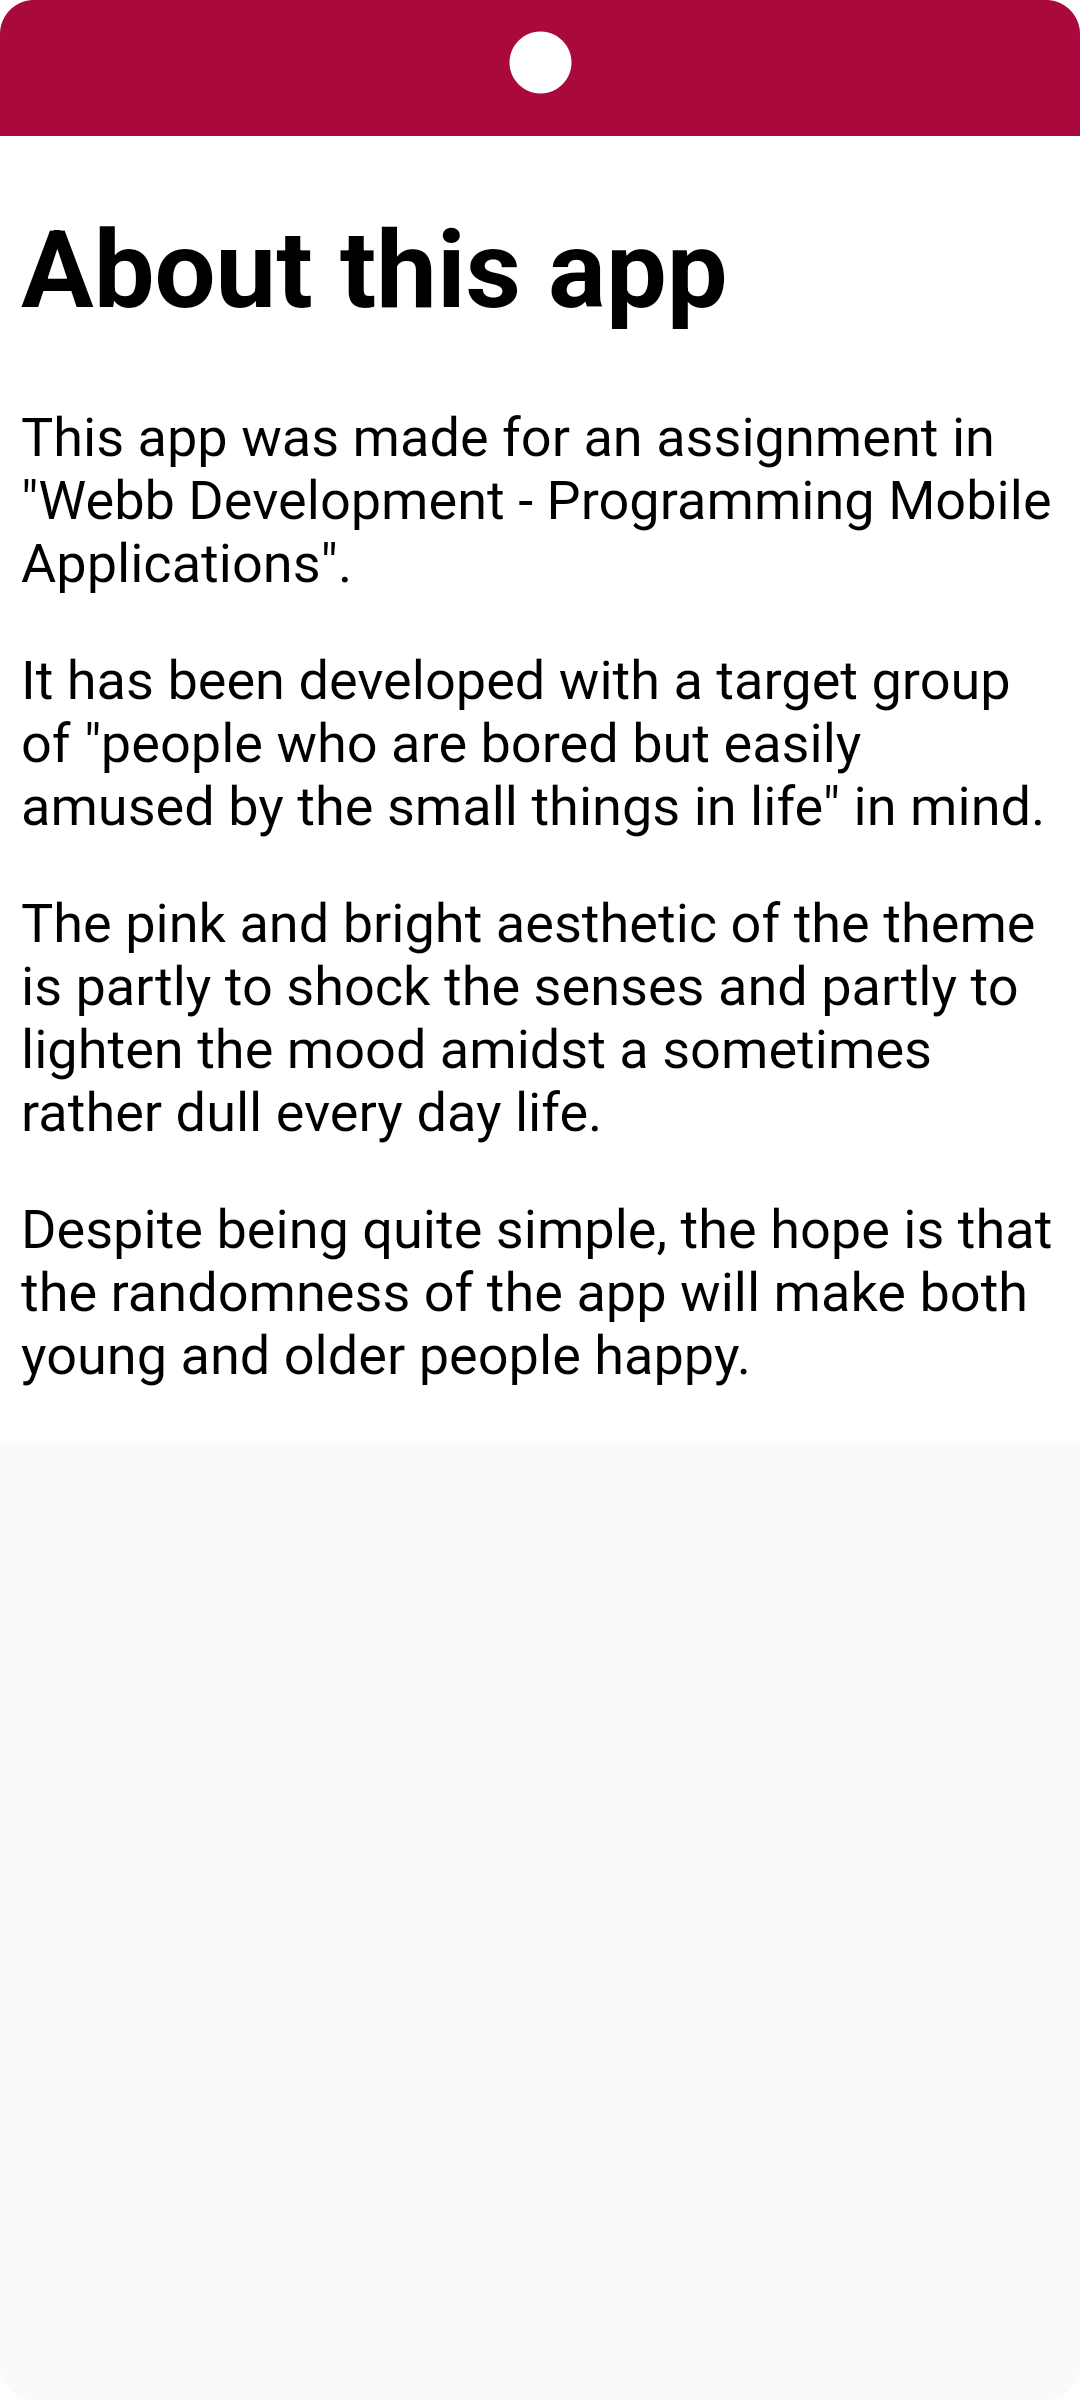 About this app
This app was made for an assignment in
"Webb Development - Programming Mobile
Applications".
It has been developed with a target group
of "people who are bored but easily
amused by the small things in life" in mind.
The pink and bright aesthetic of the theme
is partly to shock the senses and partly to
lighten the mood amidst a sometimes
rather dull every day life.
Despite being quite simple, the hope is that
the randomness of the app will make both
young and older people happy.